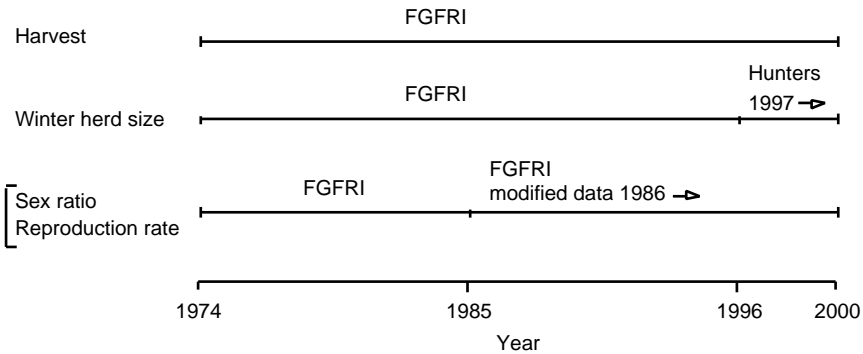 FGFRI
Harvest
Hunters
FGFRI
1997
Winter herd size
FGFRI
FGFRI
modified data 1986
Sex ratio
Reproduction rate
1974
1985
1996
2000
Year